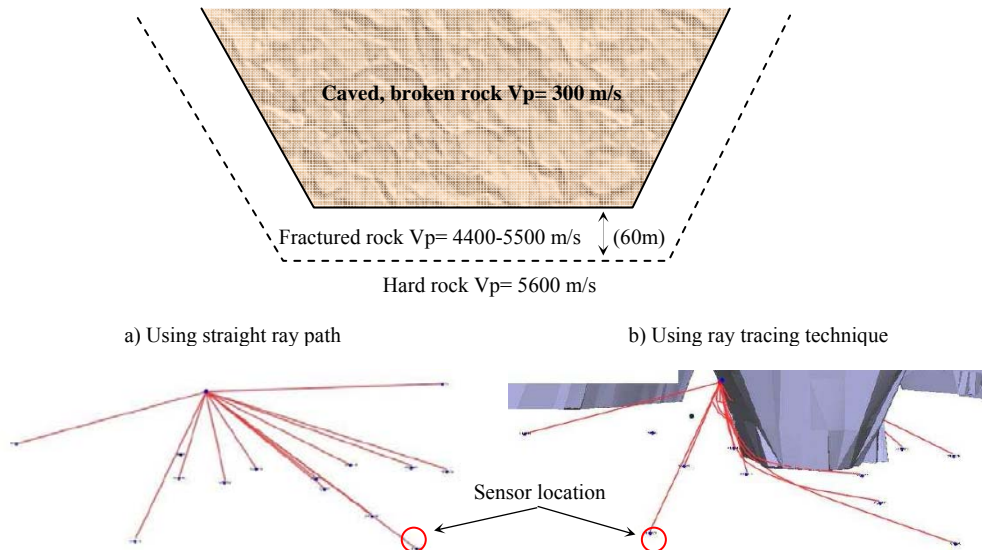 Caved, broken rock Vp= 300 m/s
Fractured rock Vp= 4400-5500 m/s
(60m)
Hard rock Vp= 5600 m/s
a) Using straight ray path
b) Using ray tracing technique
Sensor location